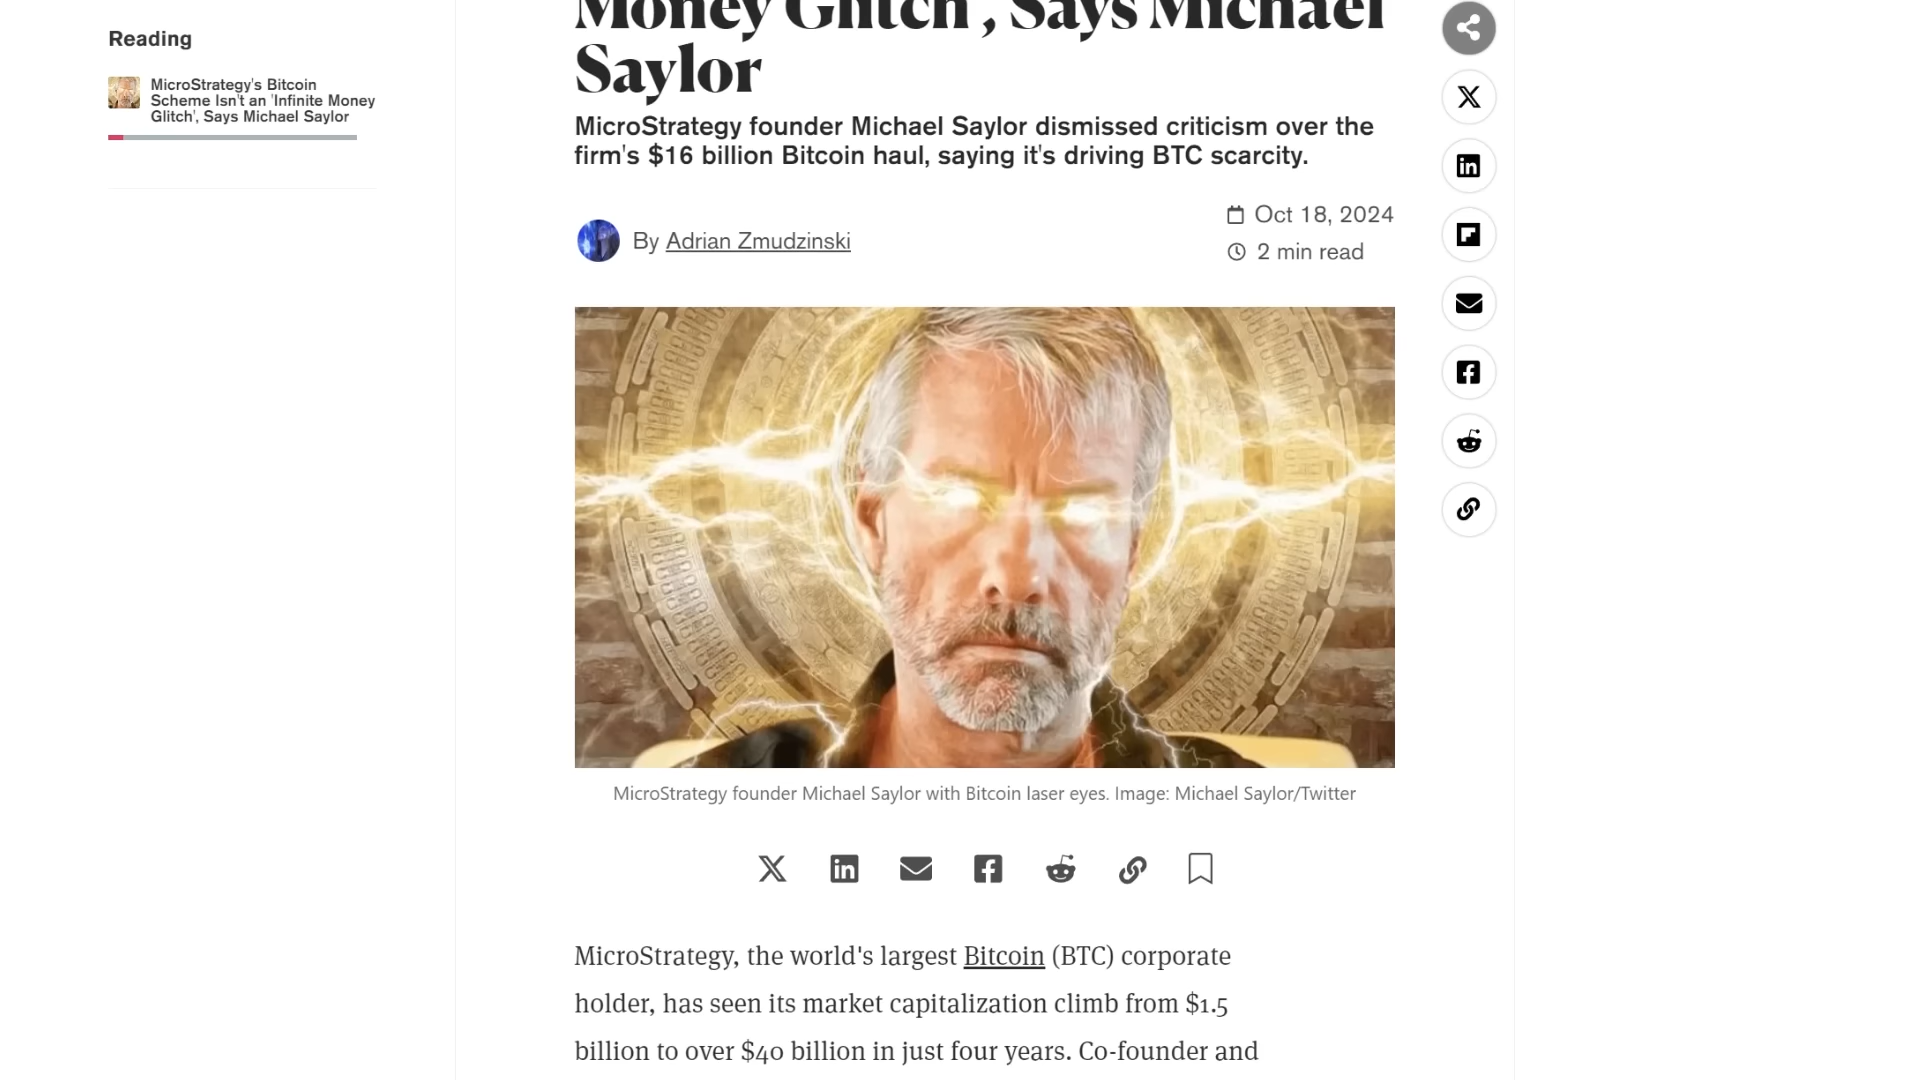 Reading
MicroStrategy's Bitcoin
Scheme Isn't an 'Infinite Money
Glitch', Says Michael Saylor
Money Glitch', Says Michael
Saylor
MicroStrategy founder Michael Saylor dismissed criticism over the
firm's $16 billion Bitcoin haul, saying it's driving BTC scarcity.
By Adrian Zmudzinski
Oct 18, 2024
2 min read
MicroStrategy founder Michael Saylor with Bitcoin laser eyes. Image: Michael Saylor/Twitter
MicroStrategy, the world's largest Bitcoin (BTC) corporate
holder, has seen its market capitalization climb from $1.5
billion to over $40 billion in just four years. Co-founder and